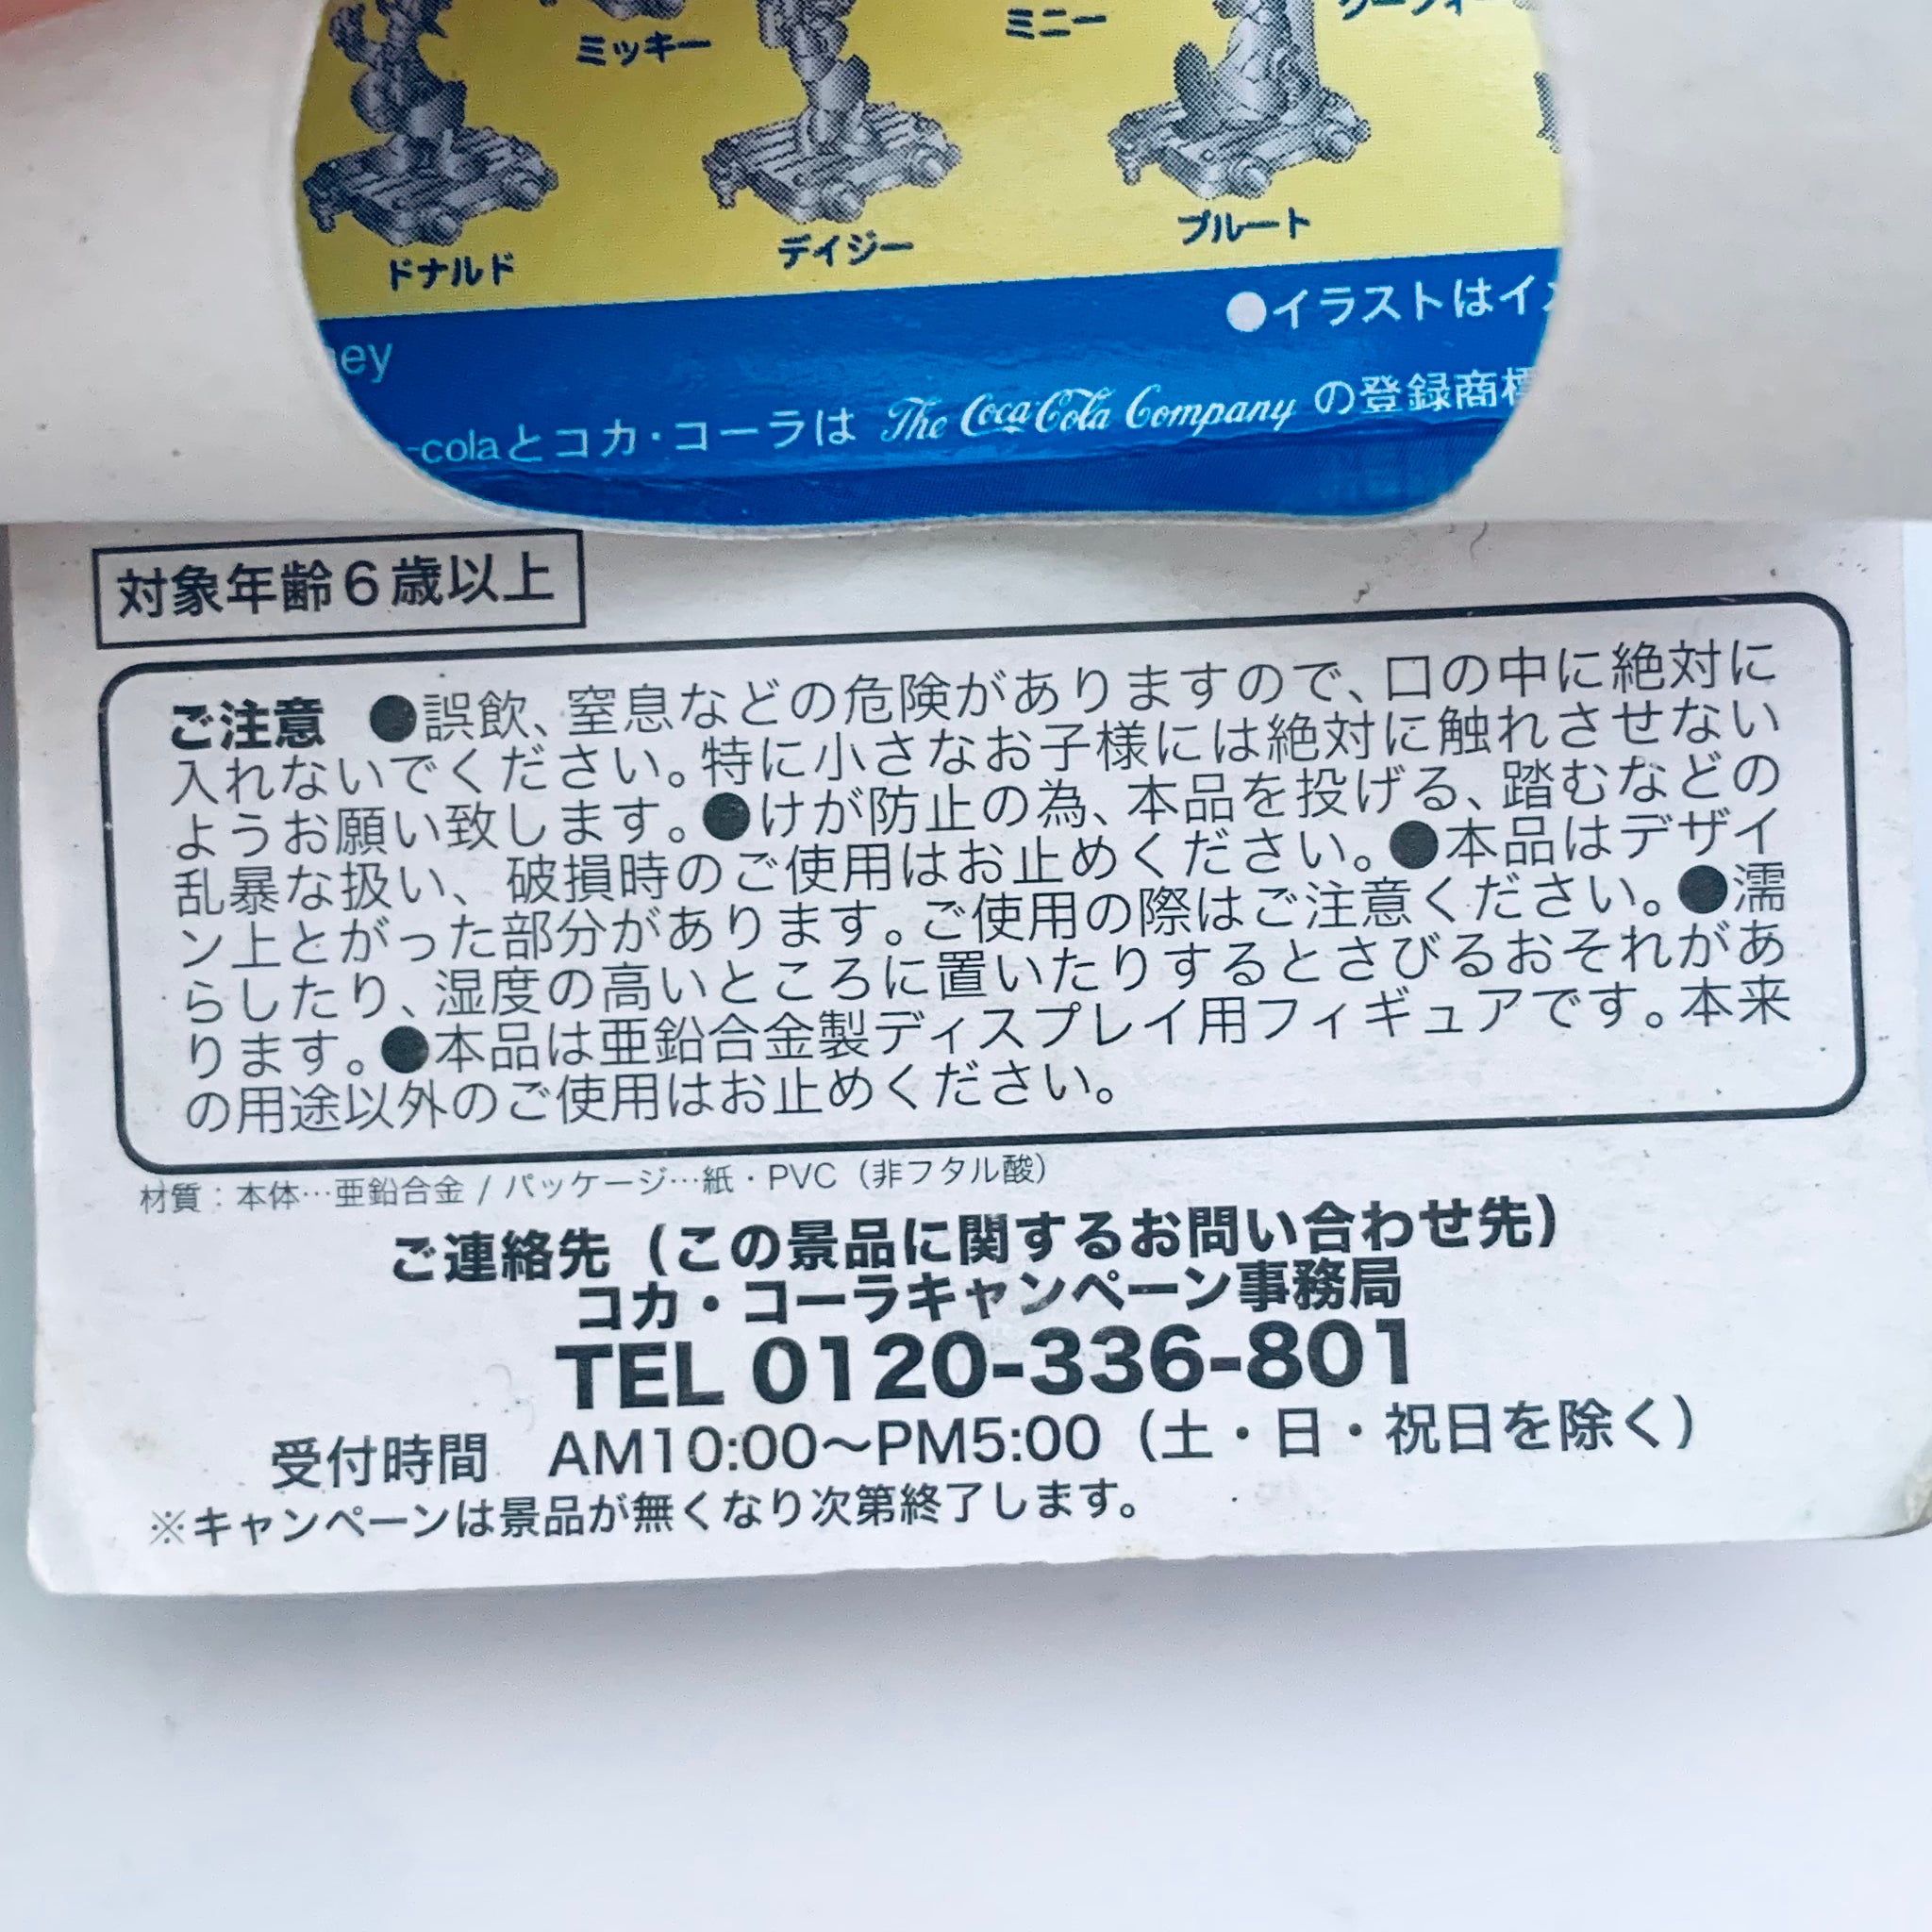 ミッキー
ミニー
ドナルド
デイジー
プルート
●イラストはイ
ey
-colaとコカ・コーラは The Coca-Cola Company の登録商標
対象年齢6歳以上
ご注意 ●誤飲、窒息などの危険がありますので、口の中に絶対に
入れないでください。特に小さなお子様には絶対に触れさせない
ようお願い致します。●けが防止の為、本品を投げる、踏むなどの
乱暴な扱い、破損時のご使用はお止めください。●本品はデザイ
ン上とがった部分があります。ご使用の際はご注意ください。●濡
らしたり、湿度の高いところに置いたりするとさびるおそれがあ
ります。●本品は亜鉛合金製ディスプレイ用フィギュアです。本来
の用途以外のご使用はお止めください。
材質:本体…亜鉛合金 / パッケージ…紙・PVC(非フタル酸)
ご連絡先(この景品に関するお問い合わせ先)
コカ・コーラキャンペーン事務局
TEL 0120-336-801
受付時間 AM10:00〜PM5:00(土・日・祝日を除く)
※キャンペーンは景品が無くなり次第終了します。